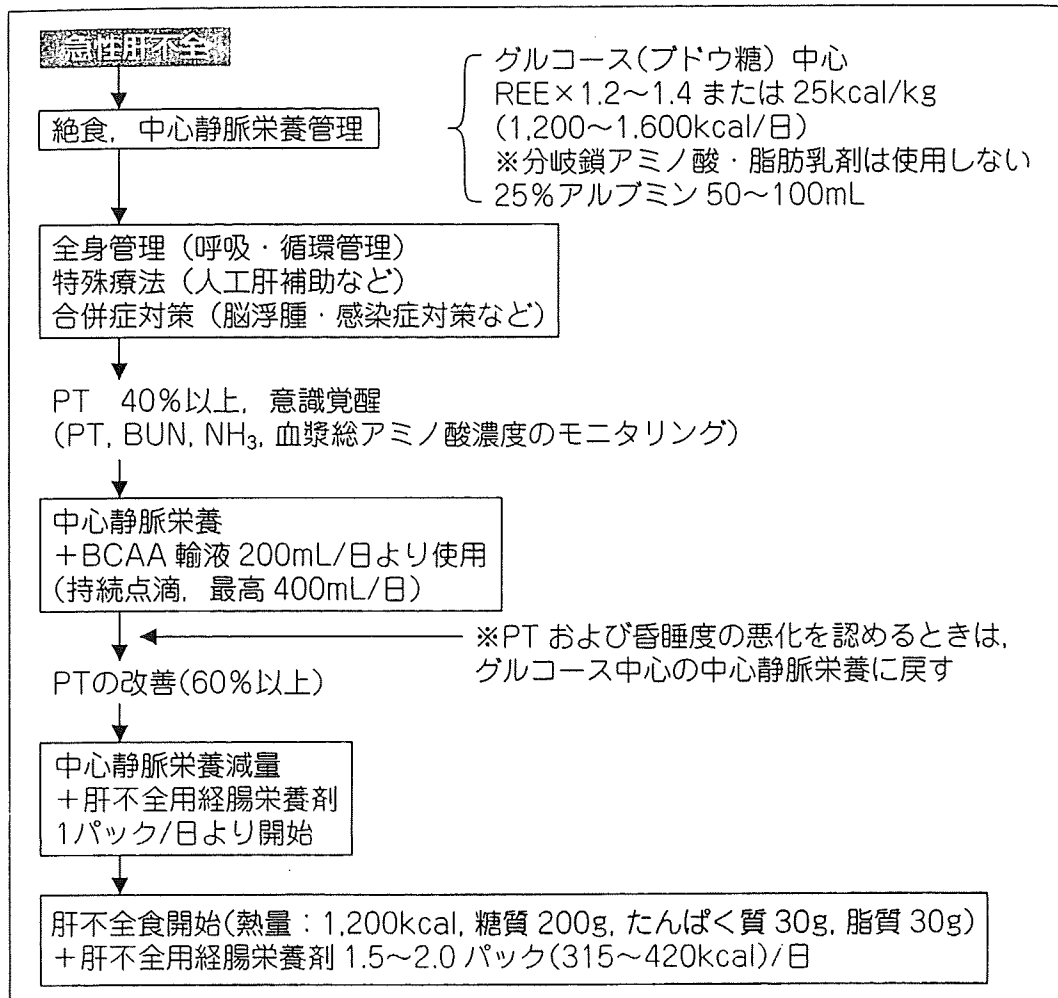 急性肝不全
絶食，中心静脈栄養管理
グルコース(ブドウ糖) 中心
REE×1.2〜1.4 または 25kcal/kg
(1,200〜1,600kcal/日)
※分岐鎖アミノ酸・脂肪乳剤は使用しない
25%アルブミン 50〜100mL
全身管理（呼吸・循環管理）
特殊療法（人工肝補助など）
合併症対策（脳浮腫・感染症対策など）
PT　40%以上，意識覚醒
(PT, BUN, NH₃, 血漿総アミノ酸濃度のモニタリング)
中心静脈栄養
＋BCAA 輸液 200mL/日より使用
(持続点滴，最高 400mL/日)
※PT および昏睡度の悪化を認めるときは，
グルコース中心の中心静脈栄養に戻す
PTの改善(60%以上)
中心静脈栄養減量
＋肝不全用経腸栄養剤
1パック/日より開始
肝不全食開始(熱量：1,200kcal, 糖質 200g, たんぱく質 30g, 脂質 30g)
＋肝不全用経腸栄養剤 1.5〜2.0 パック(315〜420kcal)/日